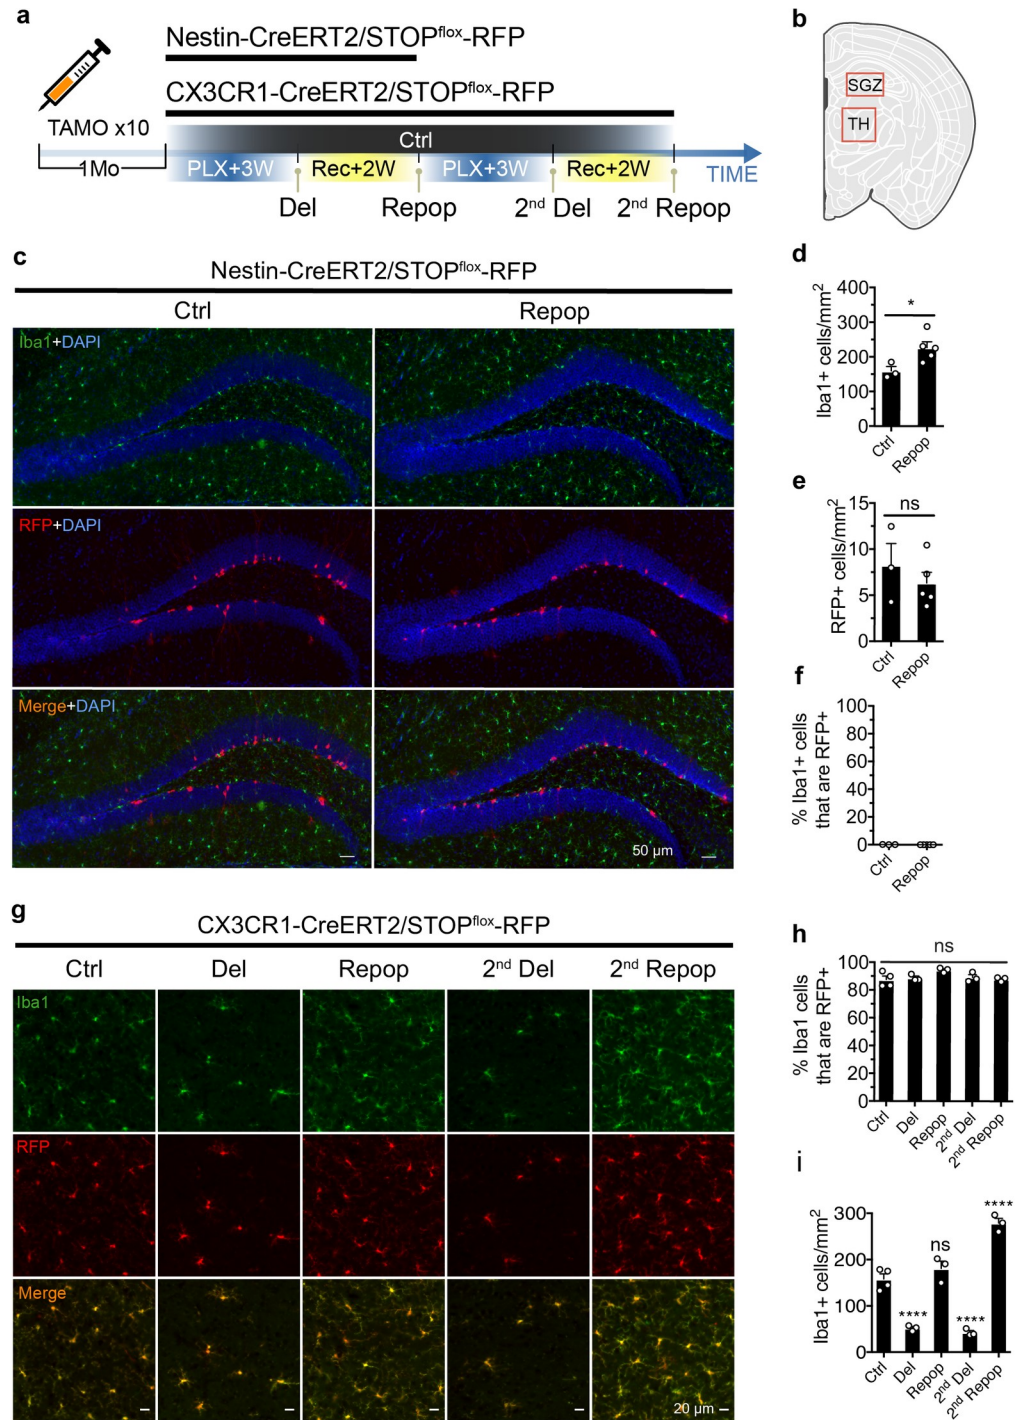 a
Nestin-CreERT2/STOPflox-RFP
CX3CR1-CreERT2/STOPflox-RFP
TAMO x10
Ctrl
1Mo
PLX+3W
Rec+2W
PLX+3W
Rec+2W
TIME
Del
Repop
2nd Del
2nd Repop
b
SGZ
TH
c
Nestin-CreERT2/STOPflox-RFP
Ctrl
Repop
Iba1+DAPI
RFP+DAPI
Merge+DAPI
50 µm
d
Iba1+ cells/mm2
400
300
200
100
0
*
Ctrl
Repop
e
RFP+ cells/mm2
15
10
5
0
ns
Ctrl
Repop
f
% Iba1+ cells
that are RFP+
100
80
60
40
20
0
Ctrl
Repop
g
CX3CR1-CreERT2/STOPflox-RFP
Ctrl
Del
Repop
2nd Del
2nd Repop
Iba1
RFP
Merge
20 µm
h
% Iba1 cells
that are RFP+
100
80
60
40
20
0
ns
Ctrl
Del
Repop
2nd Del
2nd Repop
i
Iba1+ cells/mm2
300
200
100
0
****
ns
****
****
Ctrl
Del
Repop
2nd Del
2nd Repop